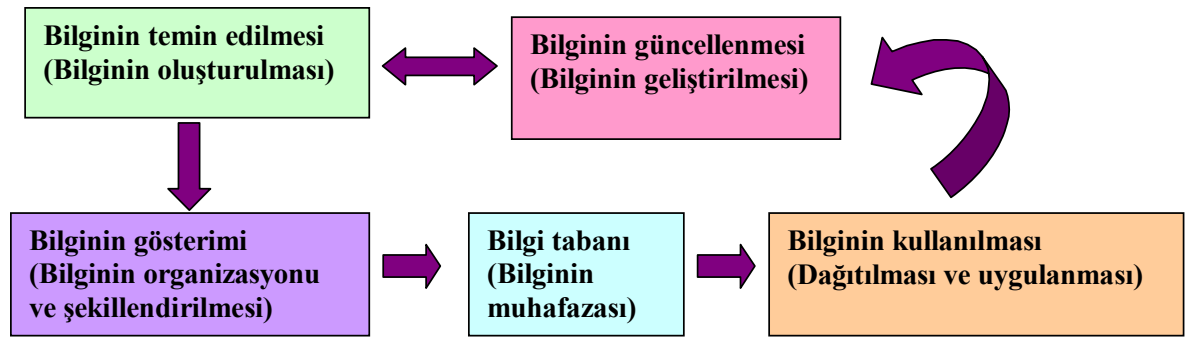 Bilginin temin edilmesi
(Bilginin oluşturulması)
Bilginin güncellenmesi
(Bilginin geliştirilmesi)
Bilginin gösterimi
(Bilginin organizasyonu
ve şekillendirilmesi)
Bilgi tabanı
(Bilginin
muhafazası)
Bilginin kullanılması
(Dağıtılması ve uygulanması)